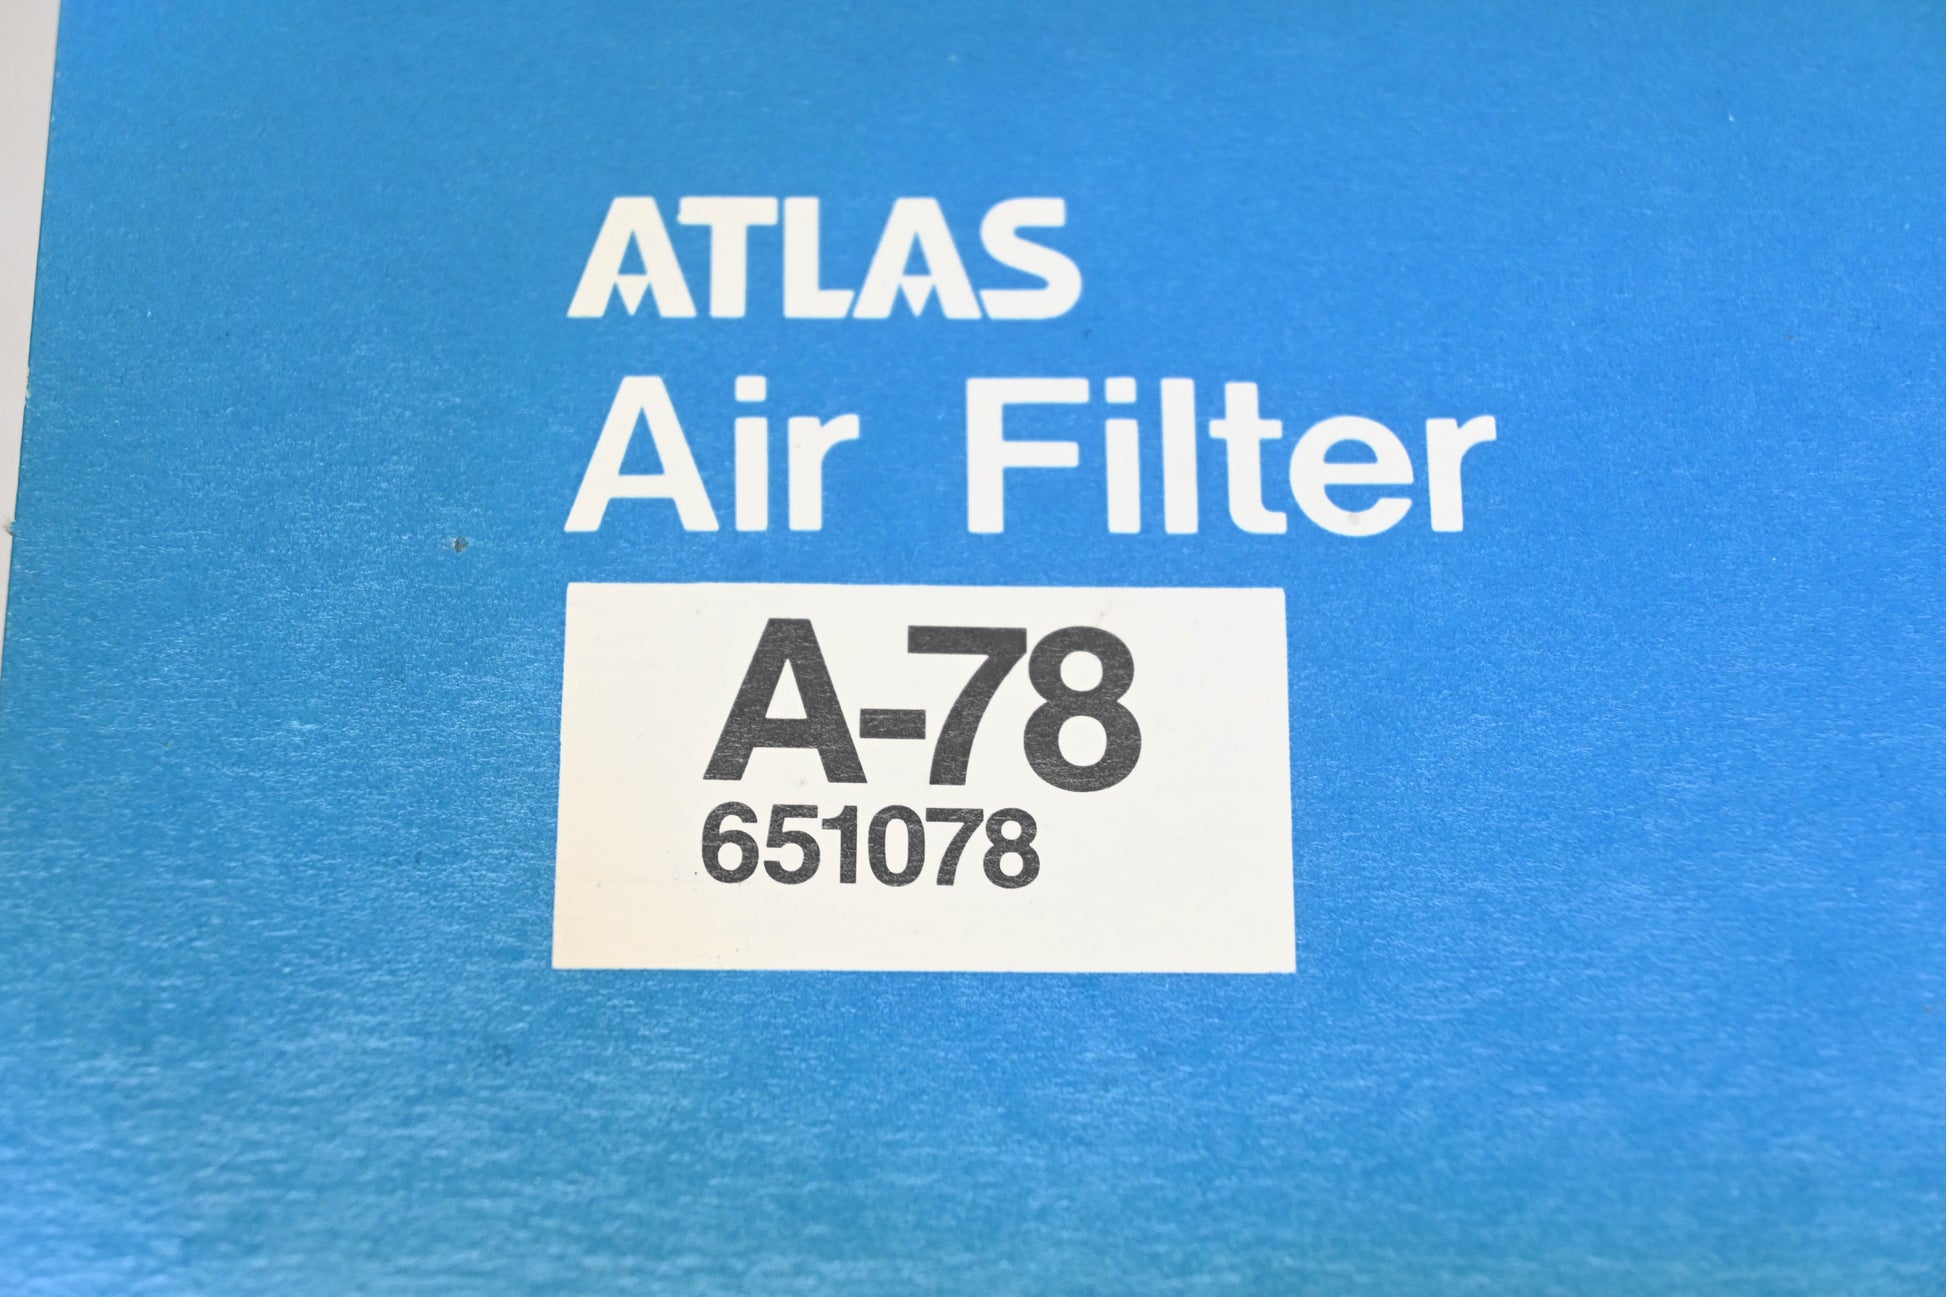 ATLAS
Air Filter
A-78
651078